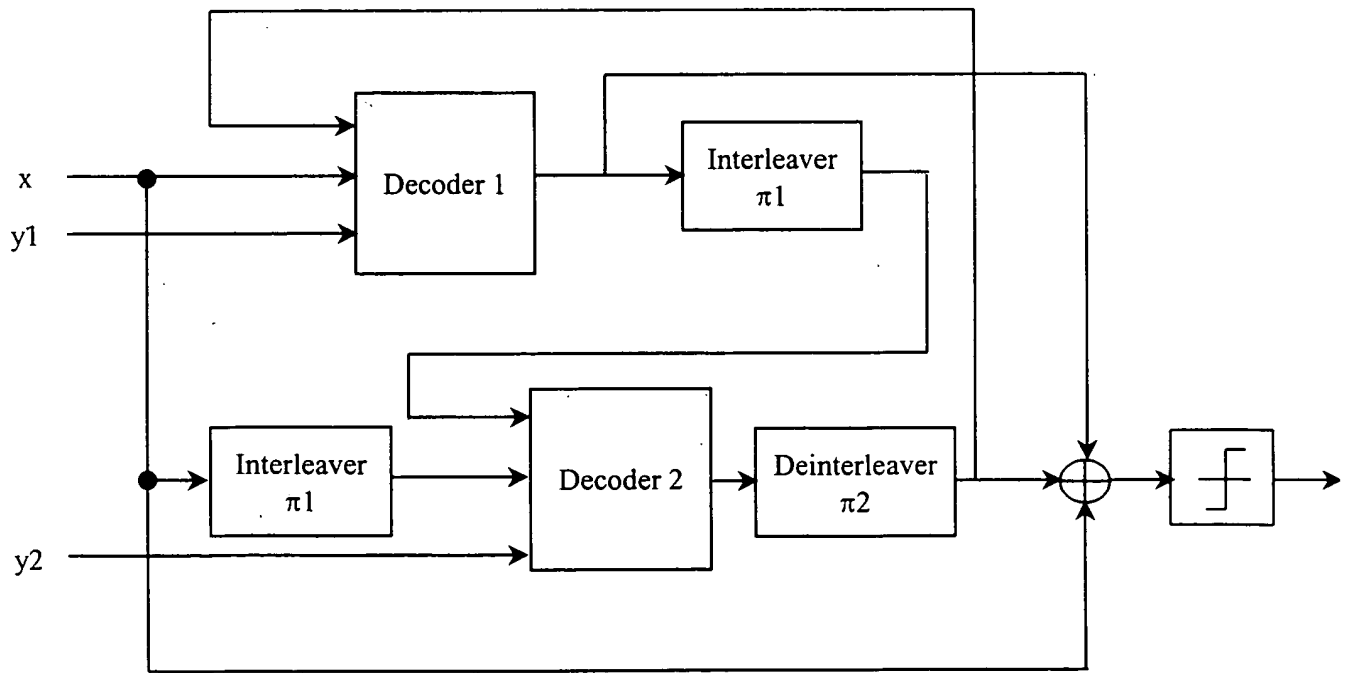 x
y1
Decoder 1
Interleaver
π1
Interleaver
π1
Decoder 2
Deinterleaver
π2
y2